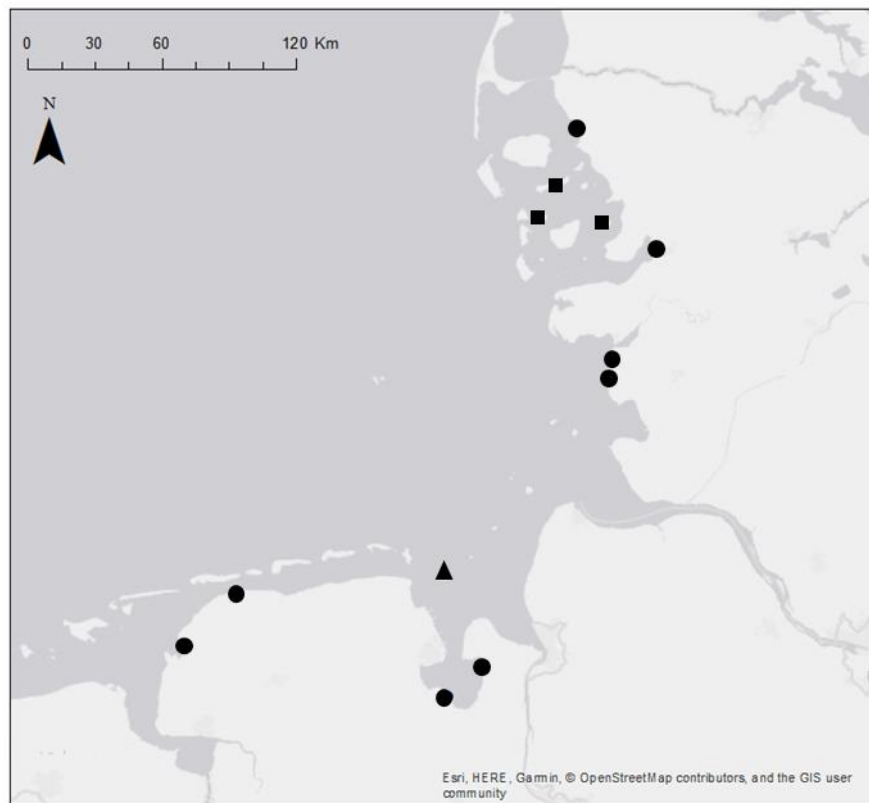 0 30 60 120 Km
N
Esri, HERE, Garmin, © OpenStreetMap contributors, and the GIS user
community